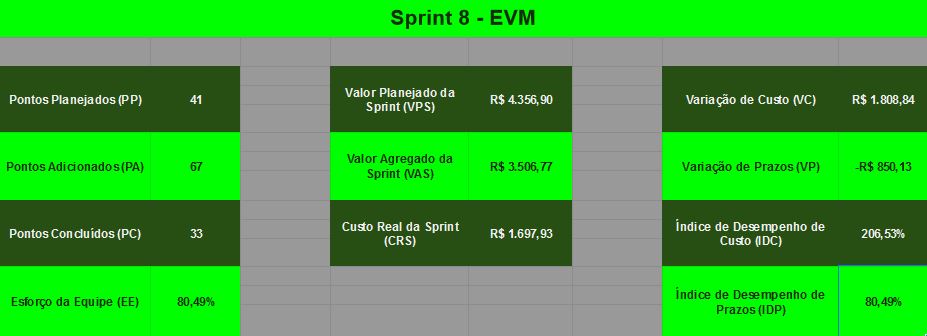 Sprint 8 - EVM
Pontos Planejados (PP) 41
Valor Planejado da
Sprint (VPS) R$ 4.356,90
Variação de Custo (VC) R$ 1.808,84
Pontos Adicionados (PA) 67
Valor Agregado da
Sprint (VAS) R$ 3.506,77
Variação de Prazos (VP) -R$ 850,13
Pontos Concluídos (PC) 33
Custo Real da Sprint
(CRS) R$ 1.697,93
Índice de Desempenho de
Custo (IDC) 206,53%
Esforço da Equipe (EE) 80,49%
Índice de Desempenho de
Prazos (IDP) 80,49%